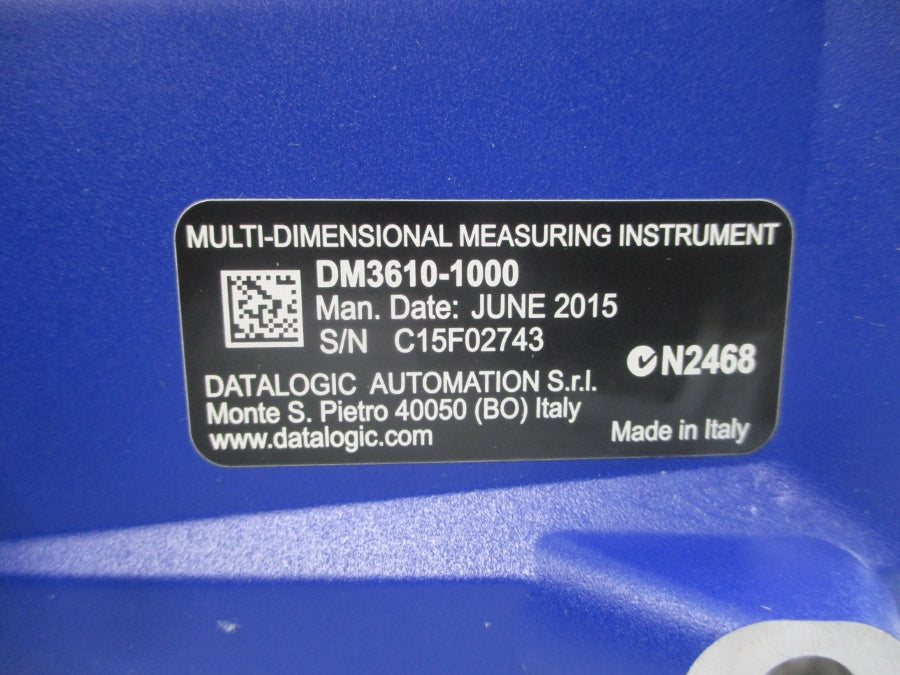 MULTI-DIMENSIONAL MEASURING INSTRUMENT
DM3610-1000
Man. Date: JUNE 2015
S/N C15F02743
N2468
DATALOGIC AUTOMATION S.r.l.
Monte S. Pietro 40050 (BO) Italy
www.datalogic.com
Made in Italy